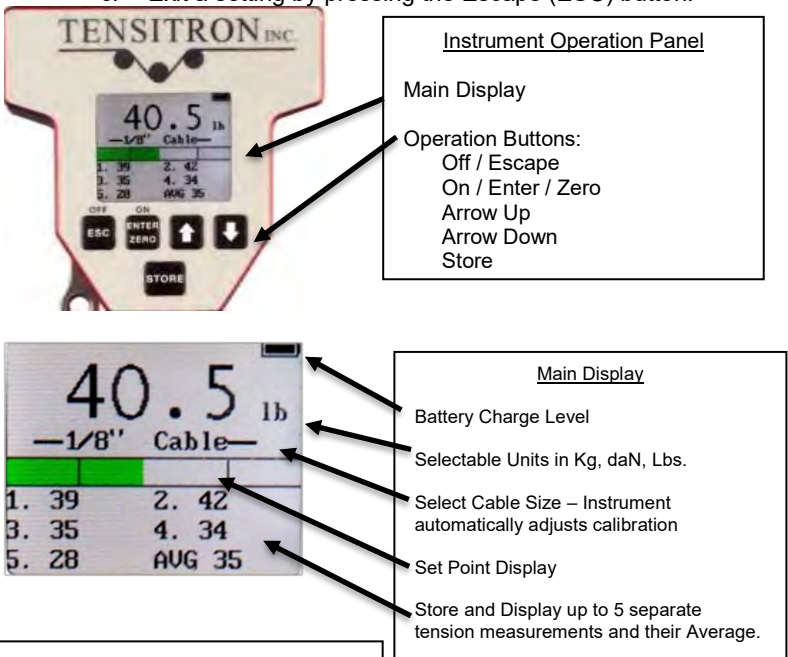 TENSITRON INC.
40.5 lb
—1/8'' Cable—
1. 39 2. 42
3. 35 4. 34
5. 28 AVG 35
OFF ON
ESC ENTER ZERO
STORE
Instrument Operation Panel
Main Display
Operation Buttons:
Off / Escape
On / Enter / Zero
Arrow Up
Arrow Down
Store
40.5 lb
—1/8'' Cable—
1. 39 2. 42
3. 35 4. 34
5. 28 AVG 35
Main Display
Battery Charge Level
Selectable Units in Kg, daN, Lbs.
Select Cable Size – Instrument
automatically adjusts calibration
Set Point Display
Store and Display up to 5 separate
tension measurements and their Average.